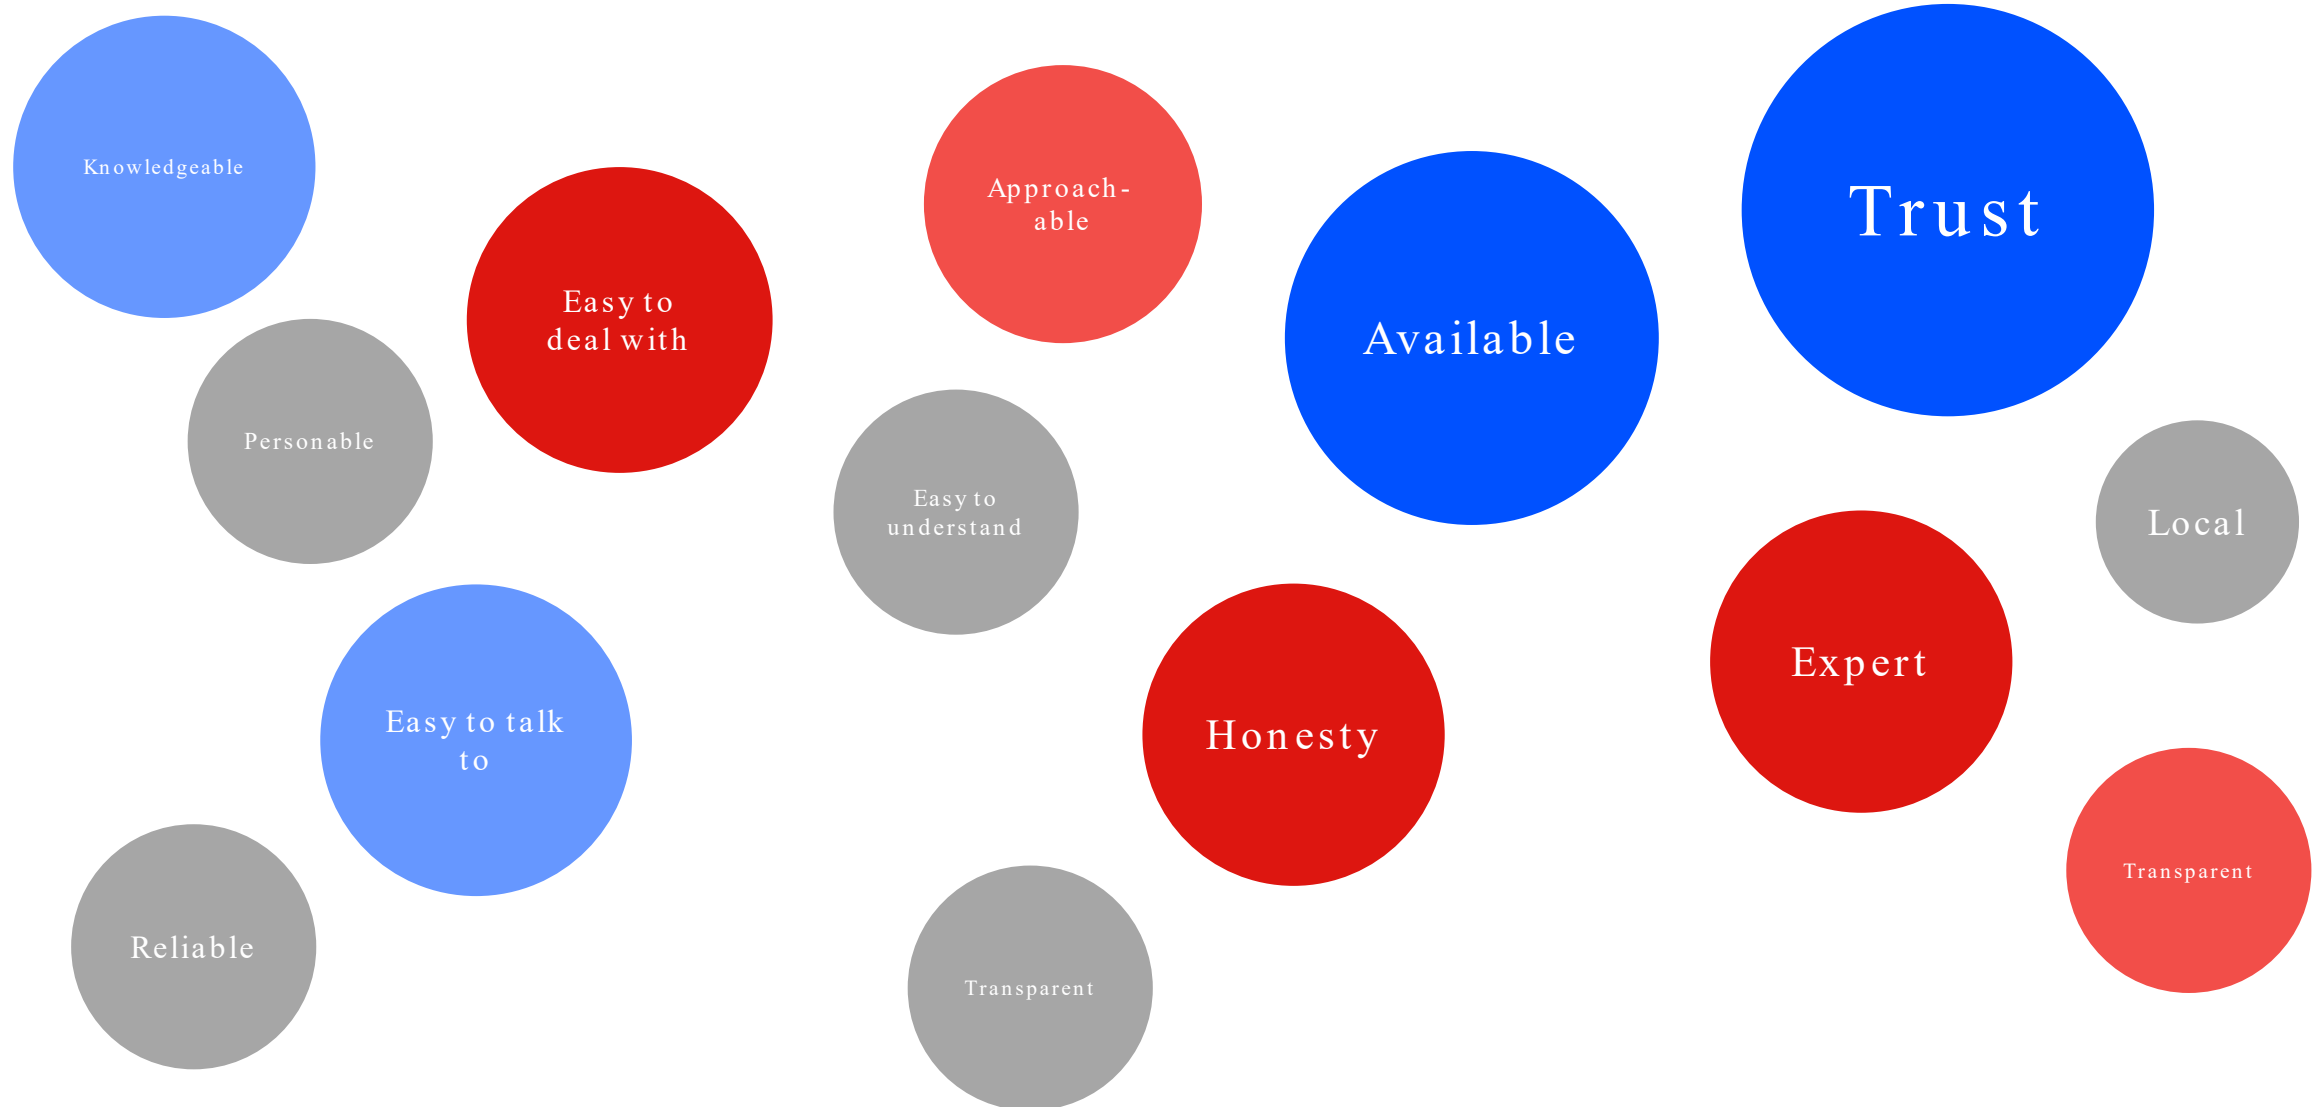 Knowledgeable
Approach-
able
Trust
Easy to
deal with
Available
Personable
Easy to
understand
Local
Expert
Easy to talk
to
Honesty
Transparent
Reliable
Transparent